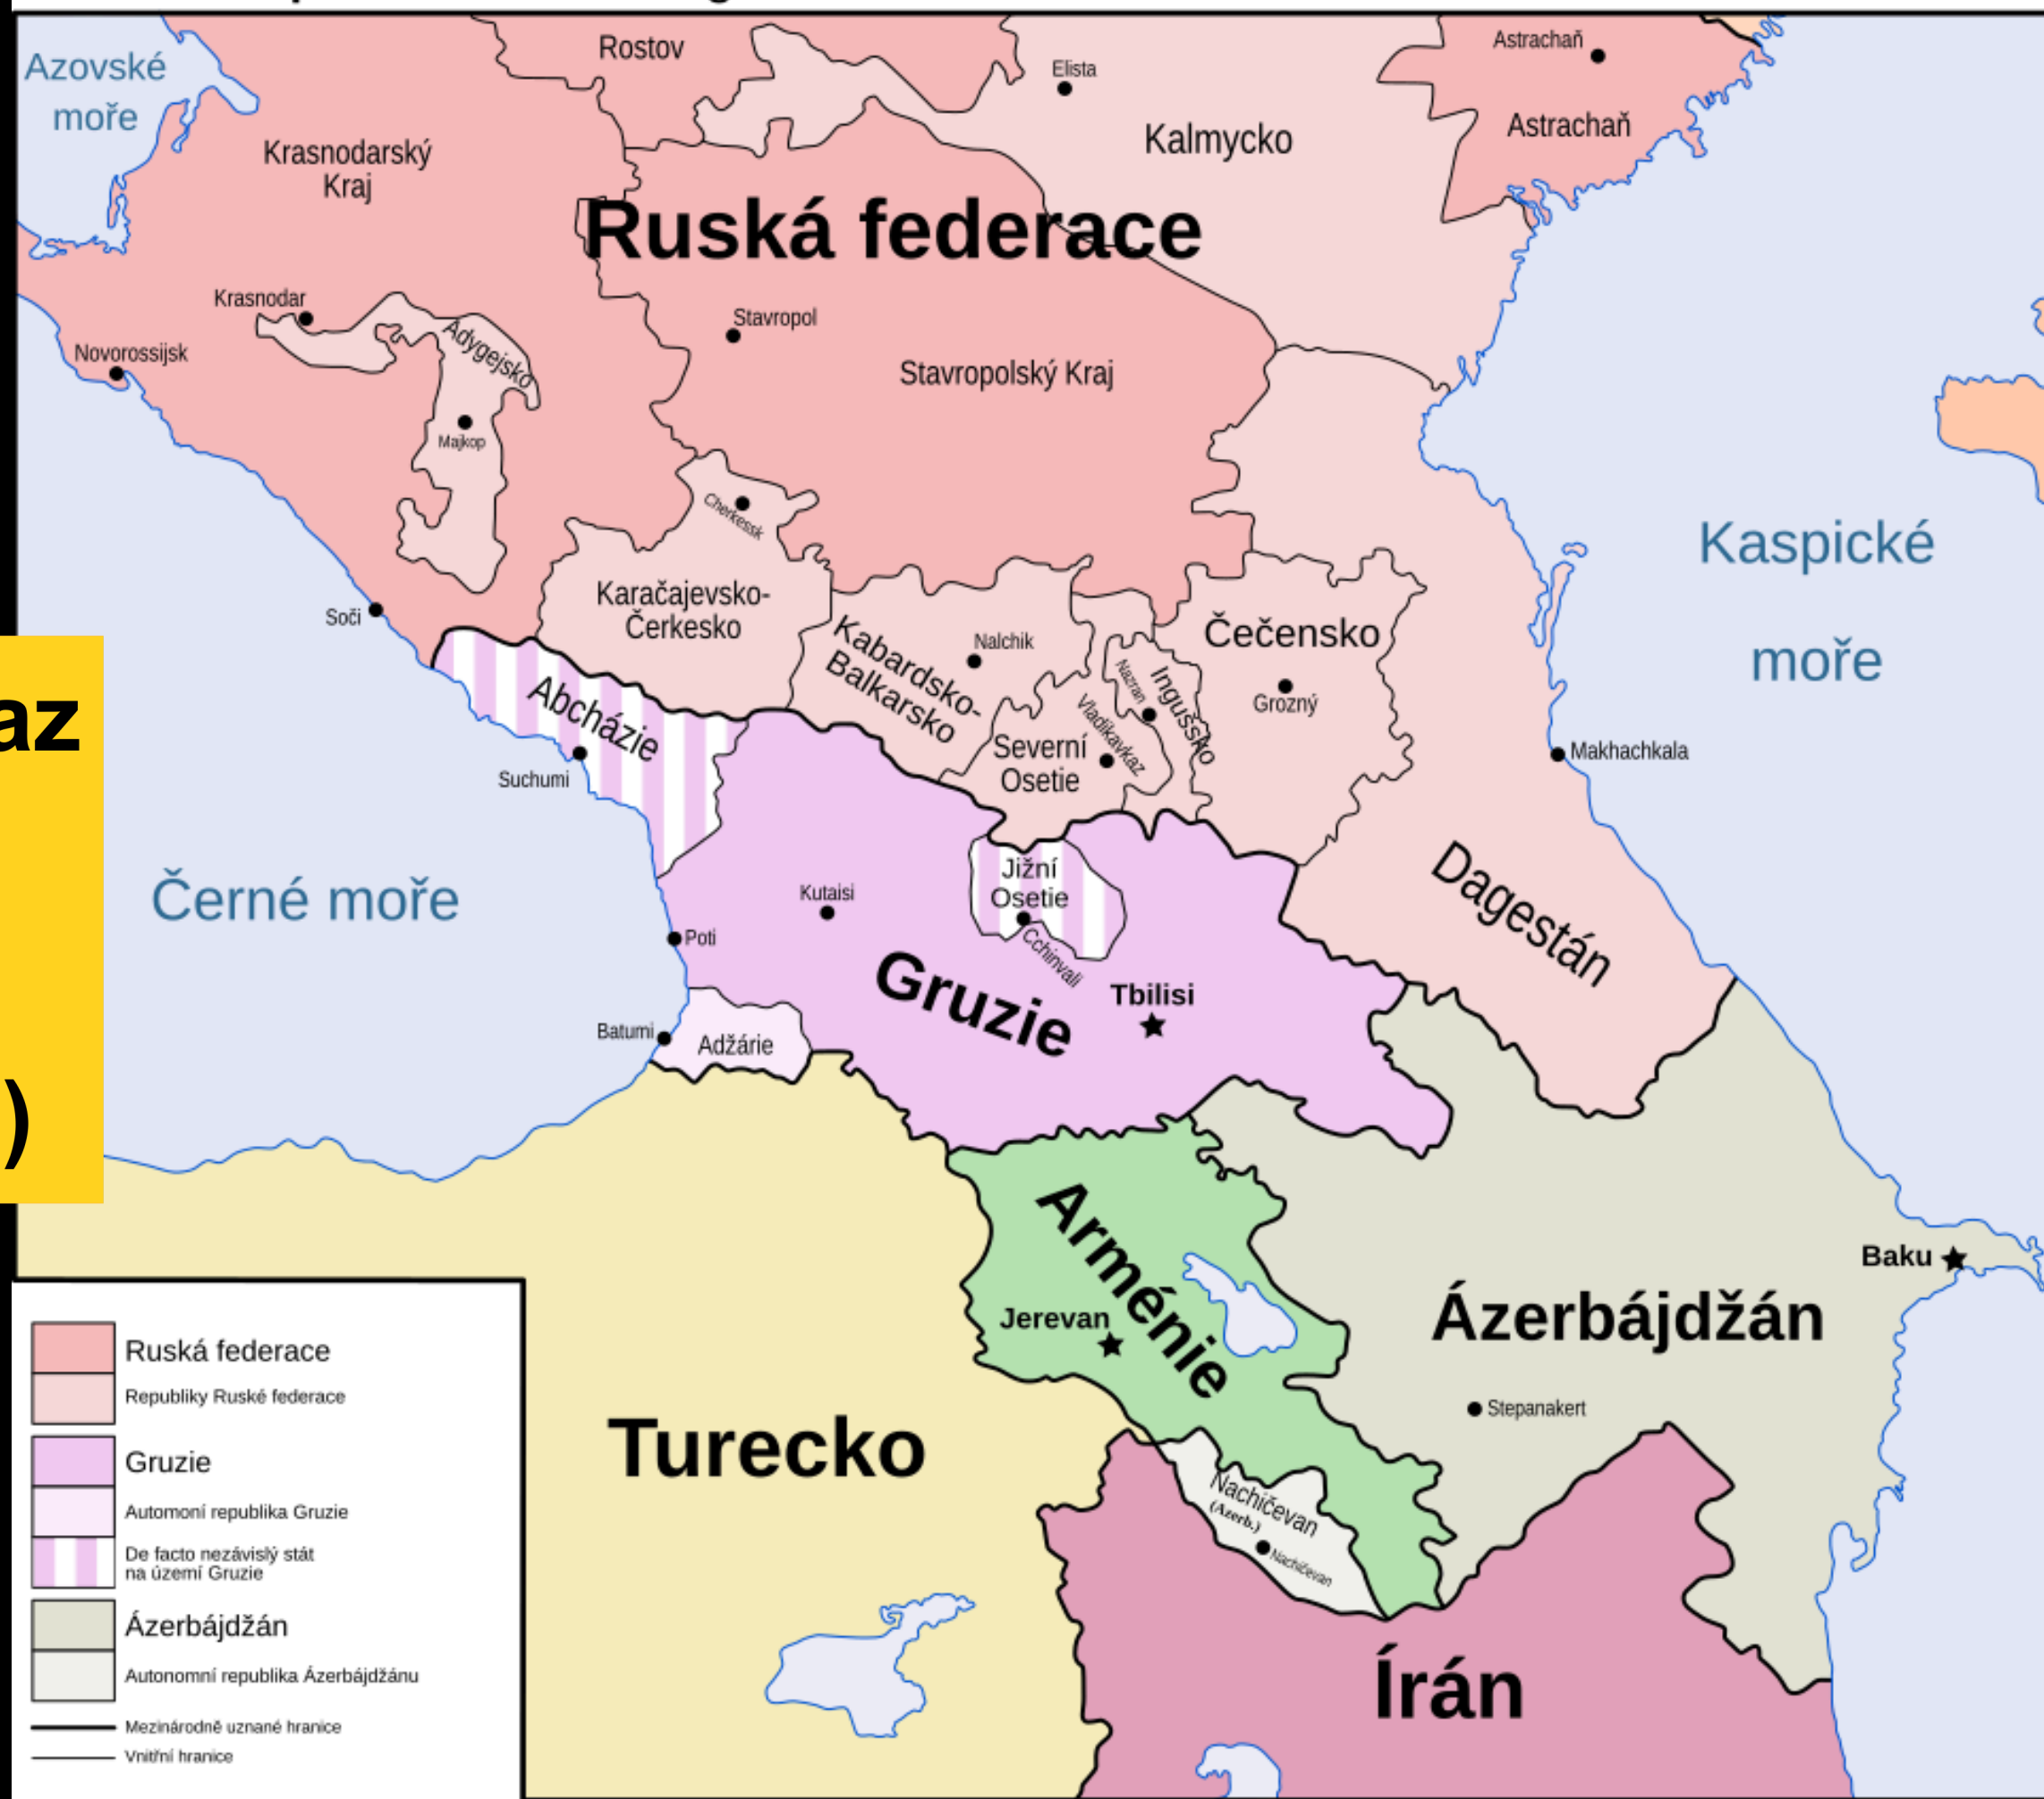 Azovské
moře
Rostov
Elista
Astrachaň
Astrachaň
Kalmycko
Krasnodarský
Kraj
Ruská federace
Krasnodar
Stavropol
Adygejsko
Novorossijsk
Stavropolský Kraj
Majkop
Cherkessk
Kaspické
moře
Karačajevsko-
Čerkesko
Soči
Kabardsko-
Balkarsko
Nalchik
Čečensko
Nazran
Ingušsko
Grozný
Vladikavkaz
Severní
Osetie
Abcházie
Suchumi
az
Makhachkala
Dagestán
Jižní
Osetie
Cchinvali
Černé moře
Kutaisi
Poti
Gruzie
Tbilisi
Batumi
Adžárie
)
Arménie
Jerevan
Baku
Ázerbájdžán
Stepanakert
Turecko
Nachičevan
(Azerb.)
Nachičevan
Írán
Ruská federace
Republiky Ruské federace
Gruzie
Automoní republika Gruzie
De facto nezávislý stát
na území Gruzie
Ázerbájdžán
Autonomní republika Ázerbájdžánu
Mezinárodně uznané hranice
Vnitřní hranice